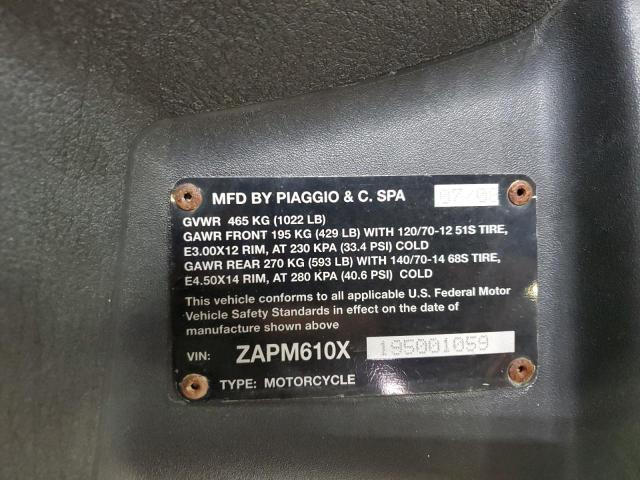 MFD BY PIAGGIO & C. SPA 07/0
GVWR 465 KG (1022 LB)
GAWR FRONT 195 KG (429 LB) WITH 120/70-12 51S TIRE,
E3.00X12 RIM, AT 230 KPA (33.4 PSI) COLD
GAWR REAR 270 KG (593 LB) WITH 140/70-14 68S TIRE,
E4.50X14 RIM, AT 280 KPA (40.6 PSI) COLD
This vehicle conforms to all applicable U.S. Federal Motor
Vehicle Safety Standards in effect on the date of
manufacture shown above
VIN: ZAPM610X 195001059
TYPE: MOTORCYCLE